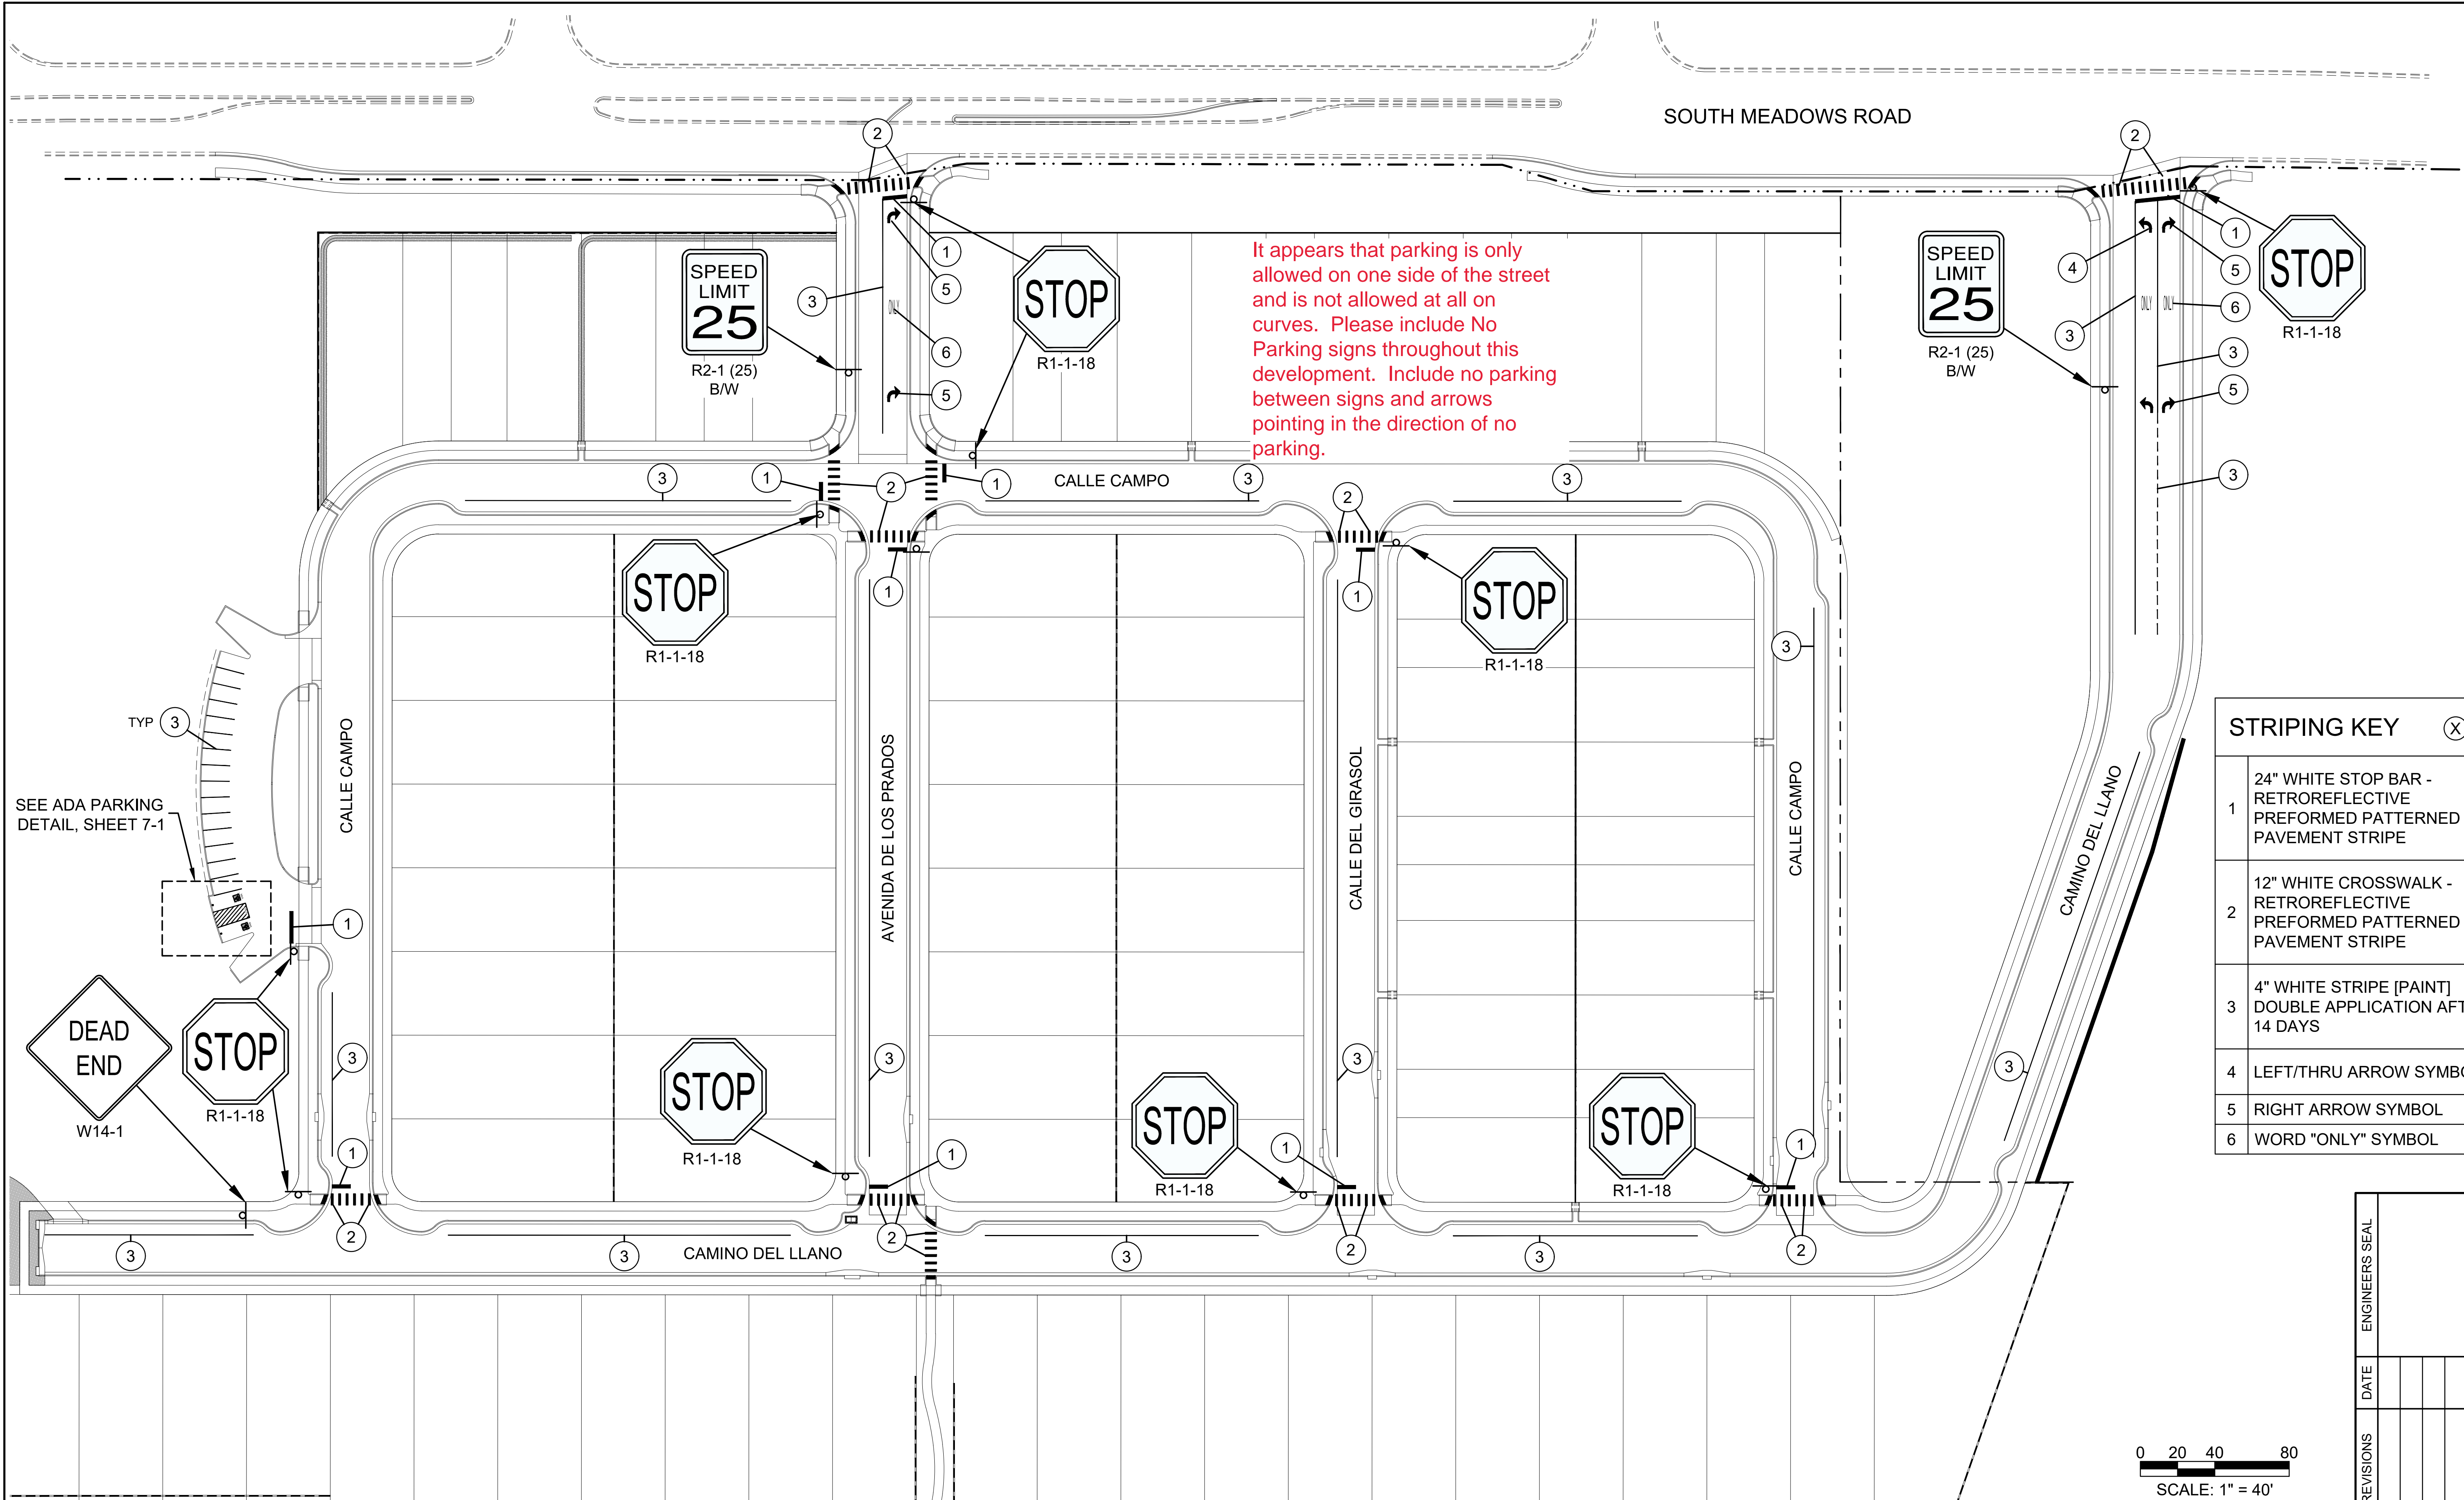 SOUTH MEADOWS ROAD
2
2
SPEED
LIMIT
25
R2-1 (25)
B/W
3
1
5
ONLY
6
5
STOP
R1-1-18
It appears that parking is only
allowed on one side of the street
and is not allowed at all on
curves. Please include No
Parking signs throughout this
development. Include no parking
between signs and arrows
pointing in the direction of no
parking.
SPEED
LIMIT
25
R2-1 (25)
B/W
4
3
ONLY
ONLY
1
5
6
3
5
3
STOP
R1-1-18
3
1
2
1
CALLE CAMPO
3
2
3
STOP
R1-1-18
1
1
STOP
R1-1-18
3
TYP
3
CALLE CAMPO
AVENIDA DE LOS PRADOS
CALLE DEL GIRASOL
CALLE CAMPO
CAMINO DEL LLANO
SEE ADA PARKING
DETAIL, SHEET 7-1
1
DEAD
END
W14-1
STOP
R1-1-18
3
STOP
R1-1-18
3
STOP
R1-1-18
3
STOP
R1-1-18
3
1
1
1
1
2
2
2
2
3
3
CAMINO DEL LLANO
3
3
STRIPING KEY
X
1
24" WHITE STOP BAR -
RETROREFLECTIVE
PREFORMED PATTERNED
PAVEMENT STRIPE
2
12" WHITE CROSSWALK -
RETROREFLECTIVE
PREFORMED PATTERNED
PAVEMENT STRIPE
3
4" WHITE STRIPE [PAINT]
DOUBLE APPLICATION
14 DAYS
4
LEFT/THRU ARROW
5
RIGHT ARROW SYMBOL
6
WORD "ONLY" SYMBOL
ENGINEERS SEAL
DATE
0 20 40 80
SCALE: 1" = 40'